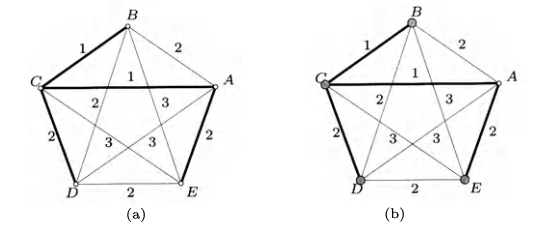 B B
1 2 1 2
C 1 A C 1 A
2 3 2 3
2 3 3 2 2 3 3 2
D 2 E D 2 E
(a) (b)